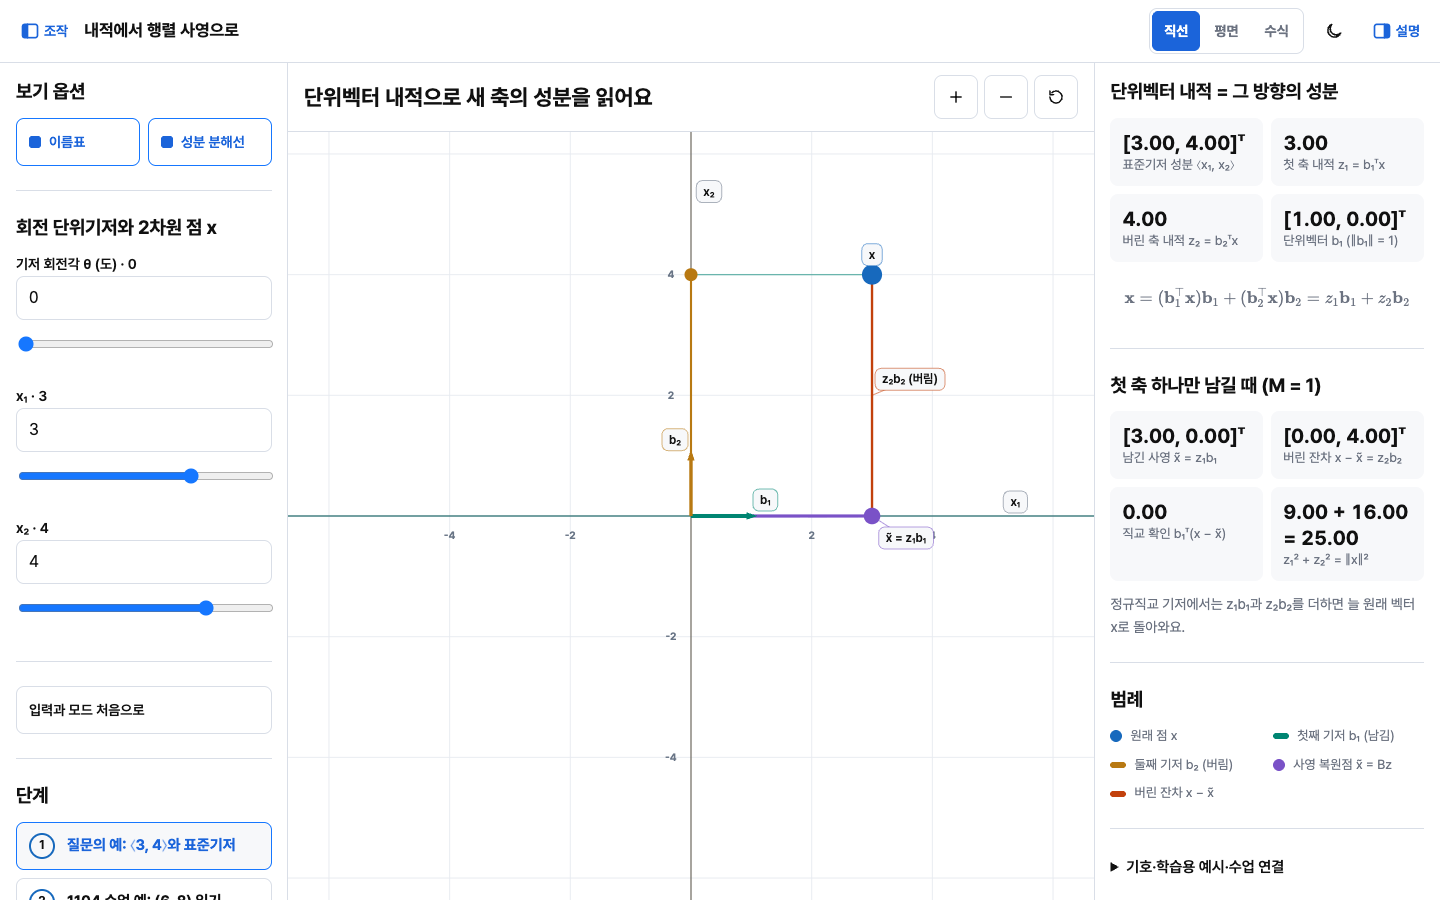 조작
내적에서 행렬 사영으로
직선
평면
수식
설명
보기 옵션
이름표
성분 분해선
회전 단위기저와 2차원 점 x
기저 회전각 θ (도) · 0
0
x₁ · 3
3
x₂ · 4
4
입력과 모드 처음으로
단계
1
질문의 예: 〈3, 4〉와 표준기저
단위벡터 내적으로 새 축의 성분을 읽어요
x₂
x
4
z₂b₂ (버림)
2
b₂
b₁
x₁
-4
-2
2
x̃ = z₁b₁
-2
-4
단위벡터 내적 = 그 방향의 성분
[3.00, 4.00]ᵀ
표준기저 성분 〈x₁, x₂〉
3.00
첫 축 내적 z₁ = b₁ᵀx
4.00
버린 축 내적 z₂ = b₂ᵀx
[1.00, 0.00]ᵀ
단위벡터 b₁ (‖b₁‖ = 1)
x = (b₁⊤x)b₁ + (b₂⊤x)b₂ = z₁b₁ + z₂b₂
첫 축 하나만 남길 때 (M = 1)
[3.00, 0.00]ᵀ
남긴 사영 x̃ = z₁b₁
[0.00, 4.00]ᵀ
버린 잔차 x − x̃ = z₂b₂
0.00
직교 확인 b₁ᵀ(x − x̃)
9.00 + 16.00
= 25.00
z₁² + z₂² = ‖x‖²
정규직교 기저에서는 z₁b₁과 z₂b₂를 더하면 늘 원래 벡터
x로 돌아와요.
범례
원래 점 x
첫째 기저 b₁ (남김)
둘째 기저 b₂ (버림)
사영 복원점 x̃ = Bz
버린 잔차 x − x̃
기호·학습용 예시·수업 연결